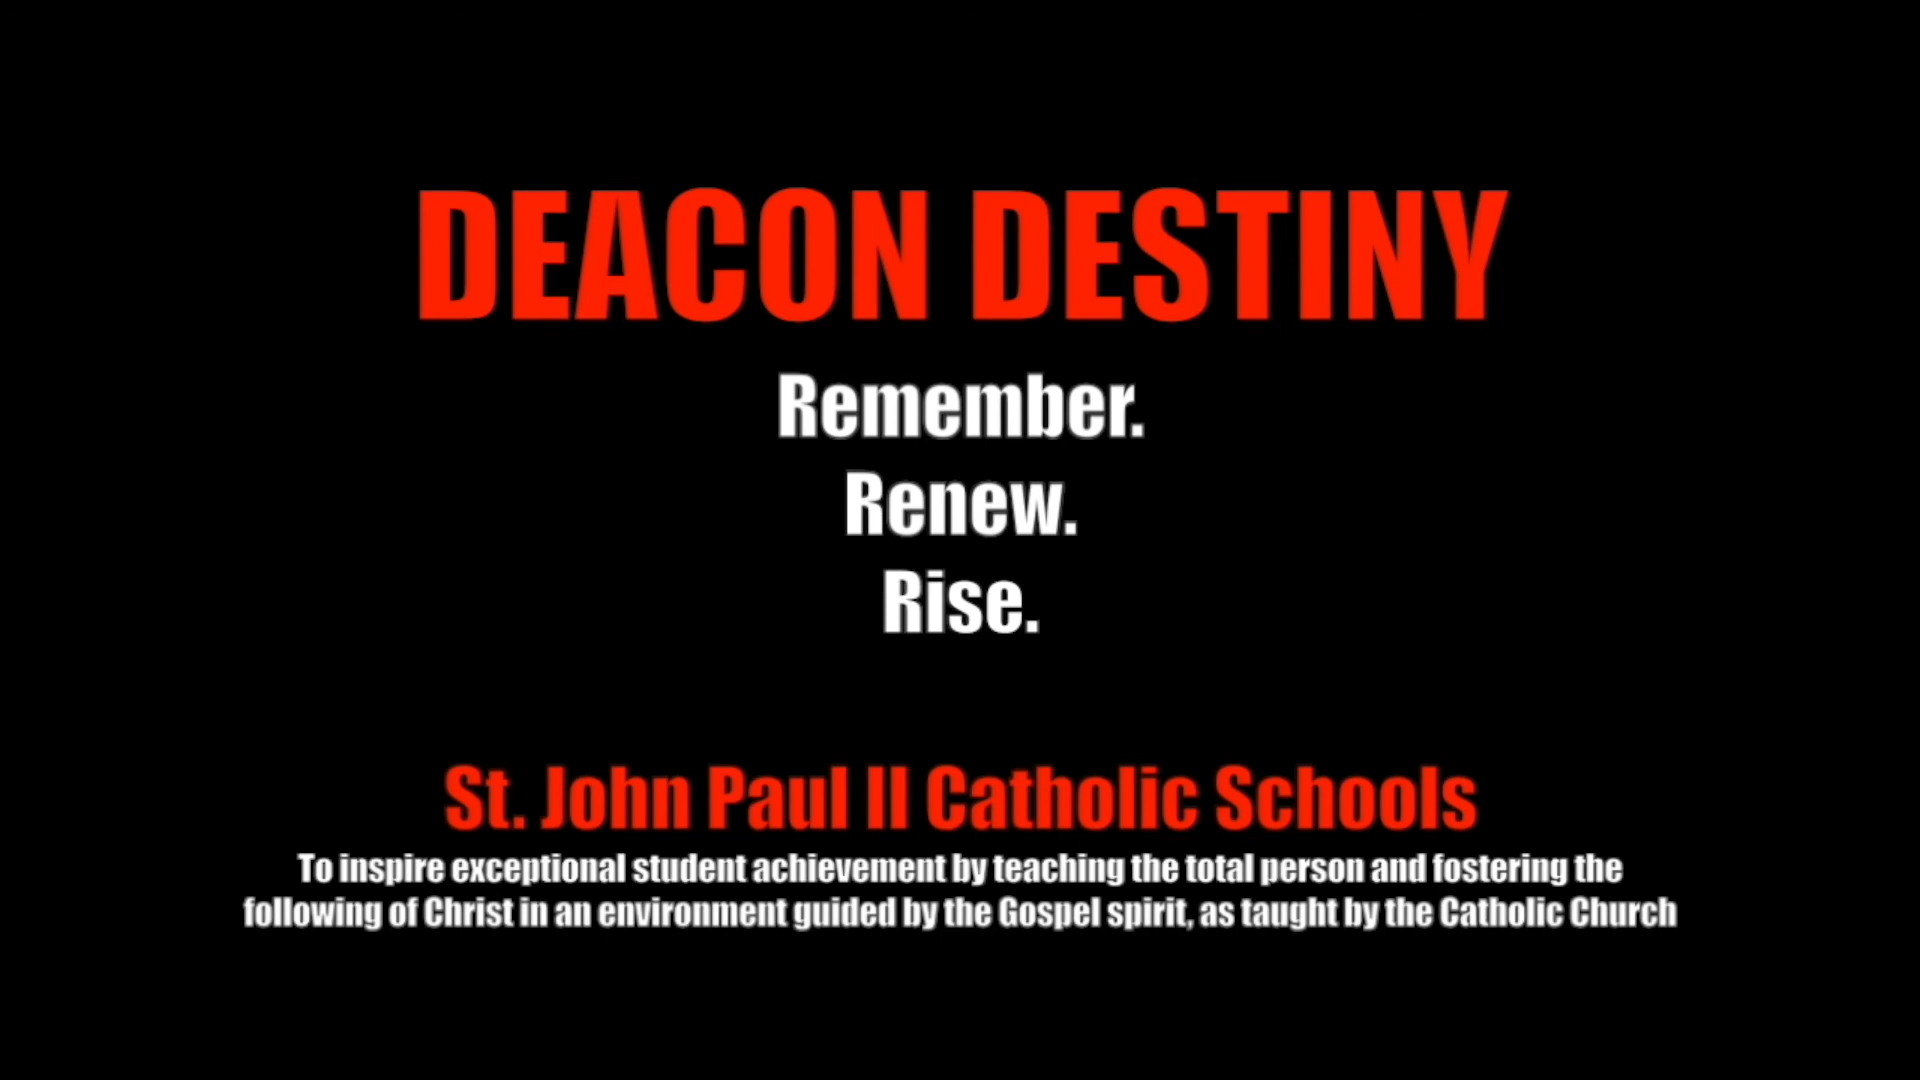 DEACON DESTINY
Remember.
Renew.
Rise.
St. John Paul II Catholic Schools
To inspire exceptional student achievement by teaching the total person and fostering the
following of Christ in an environment guided by the Gospel spirit, as taught by the Catholic Church